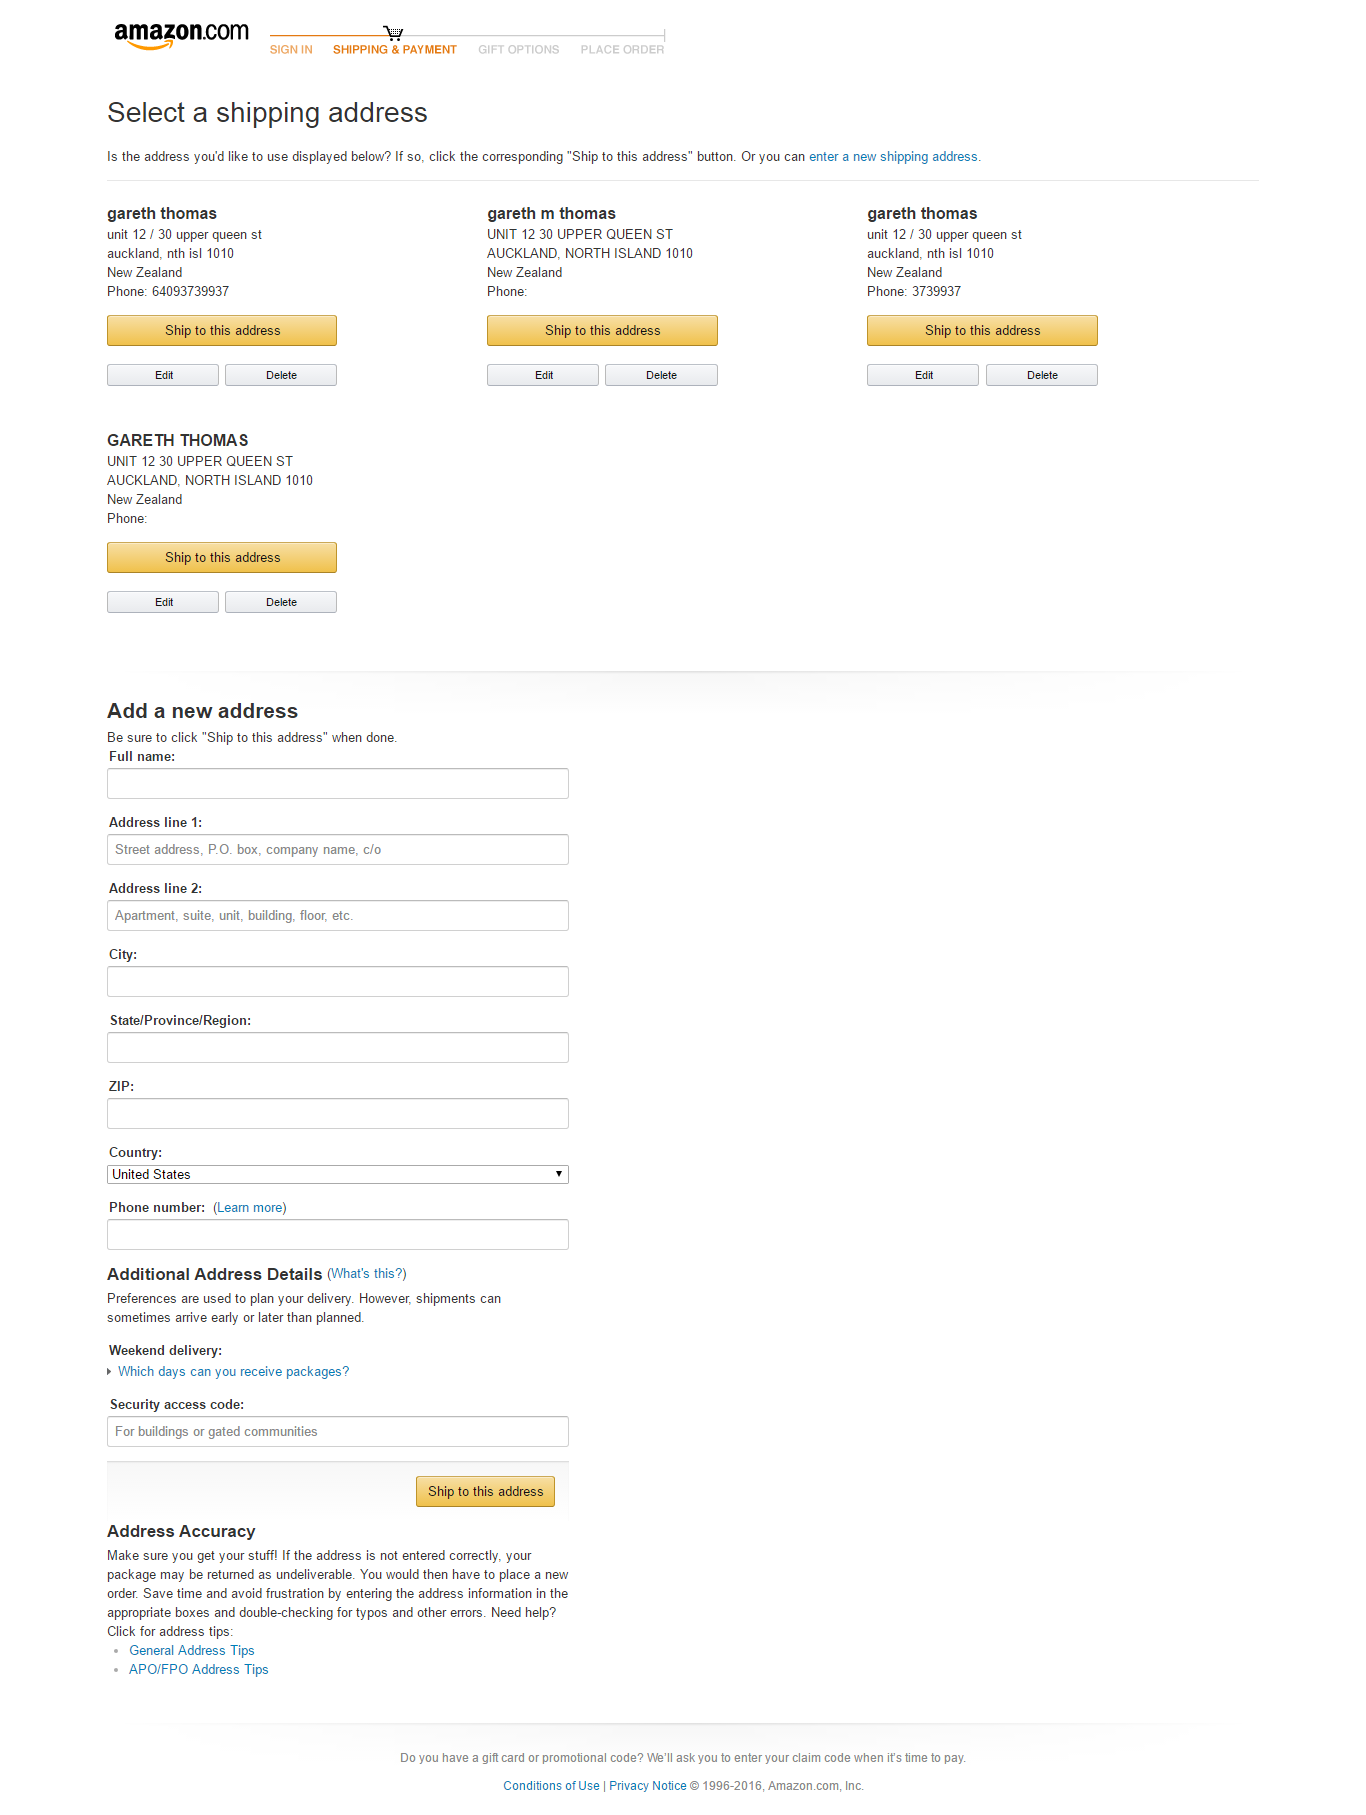 amazon.com
SIGN IN SHIPPING & PAYMENT GIFT OPTIONS PLACE ORDER
Select a shipping address
Is the address you'd like to use displayed below? If so, click the corresponding "Ship to this address" button. Or you can enter a new shipping address.
gareth thomas
unit 12 / 30 upper queen st
auckland, nth isl 1010
New Zealand
Phone: 64093739937
Ship to this address
Edit Delete
gareth m thomas
UNIT 12 30 UPPER QUEEN ST
AUCKLAND, NORTH ISLAND 1010
New Zealand
Phone:
Ship to this address
Edit Delete
gareth thomas
unit 12 / 30 upper queen st
auckland, nth isl 1010
New Zealand
Phone: 3739937
Ship to this address
Edit Delete
GARETH THOMAS
UNIT 12 30 UPPER QUEEN ST
AUCKLAND, NORTH ISLAND 1010
New Zealand
Phone:
Ship to this address
Edit Delete
Add a new address
Be sure to click "Ship to this address" when done.
Full name:
Address line 1:
Street address, P.O. box, company name, c/o
Address line 2:
Apartment, suite, unit, building, floor, etc.
City:
State/Province/Region:
ZIP:
Country:
United States
Phone number: (Learn more)
Additional Address Details (What's this?)
Preferences are used to plan your delivery. However, shipments can
sometimes arrive early or later than planned.
Weekend delivery:
Which days can you receive packages?
Security access code:
For buildings or gated communities
Ship to this address
Address Accuracy
Make sure you get your stuff! If the address is not entered correctly, your
package may be returned as undeliverable. You would then have to place a new
order. Save time and avoid frustration by entering the address information in the
appropriate boxes and double-checking for typos and other errors. Need help?
Click for address tips:
General Address Tips
APO/FPO Address Tips
Do you have a gift card or promotional code? We'll ask you to enter your claim code when it's time to pay.
Conditions of Use | Privacy Notice © 1996-2016, Amazon.com, Inc.